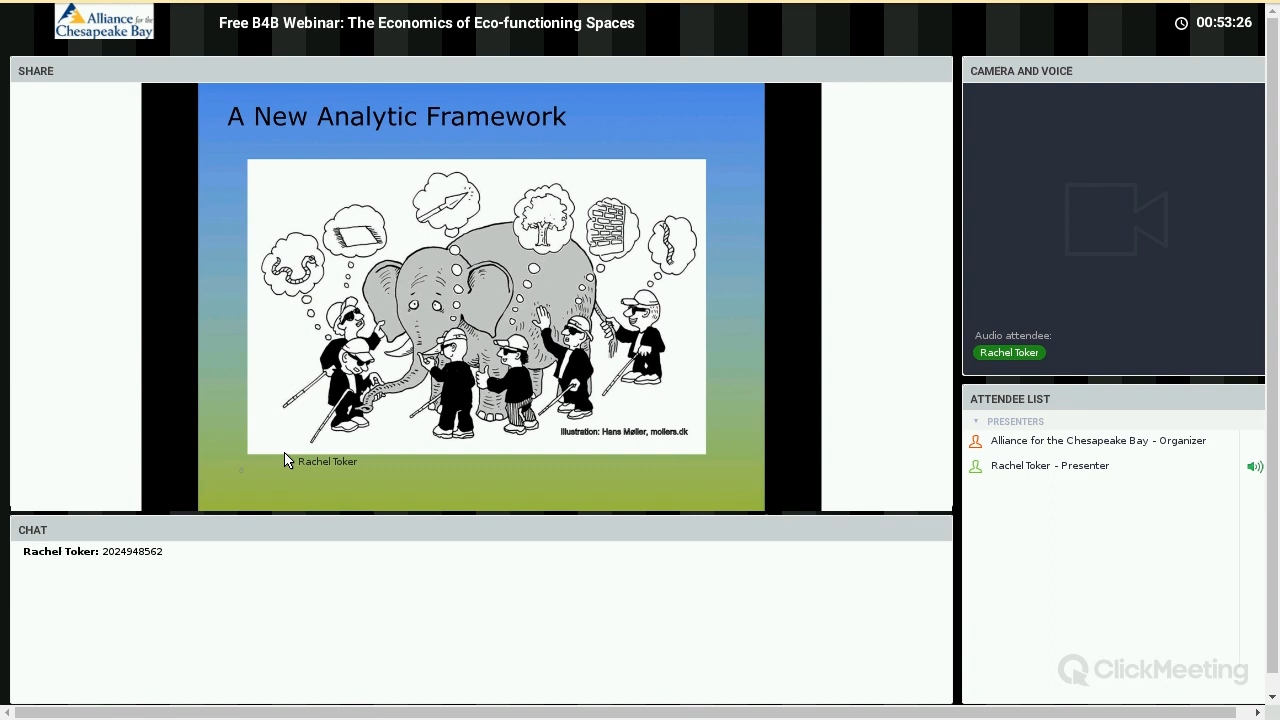 Alliance for the
Chesapeake Bay
Free B4B Webinar: The Economics of Eco-functioning Spaces
00:53:26
SHARE
A New Analytic Framework
Illustration: Hans Møller, mollers.dk
Rachel Toker
CHAT
Rachel Toker: 2024948562
CAMERA AND VOICE
Audio attendee:
Rachel Toker
ATTENDEE LIST
PRESENTERS
Alliance for the Chesapeake Bay - Organizer
Rachel Toker - Presenter
ClickMeeting